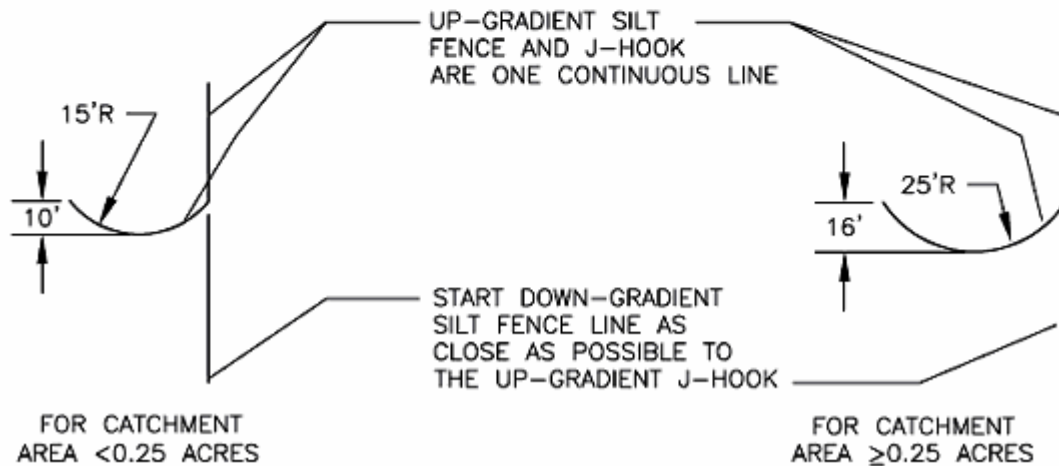 UP-GRADIENT SILT
FENCE AND J-HOOK
ARE ONE CONTINUOUS LINE
15'R
10'
25'R
16'
START DOWN-GRADIENT
SILT FENCE LINE AS
CLOSE AS POSSIBLE TO
THE UP-GRADIENT J-HOOK
FOR CATCHMENT
AREA <0.25 ACRES
FOR CATCHMENT
AREA ≥0.25 ACRES